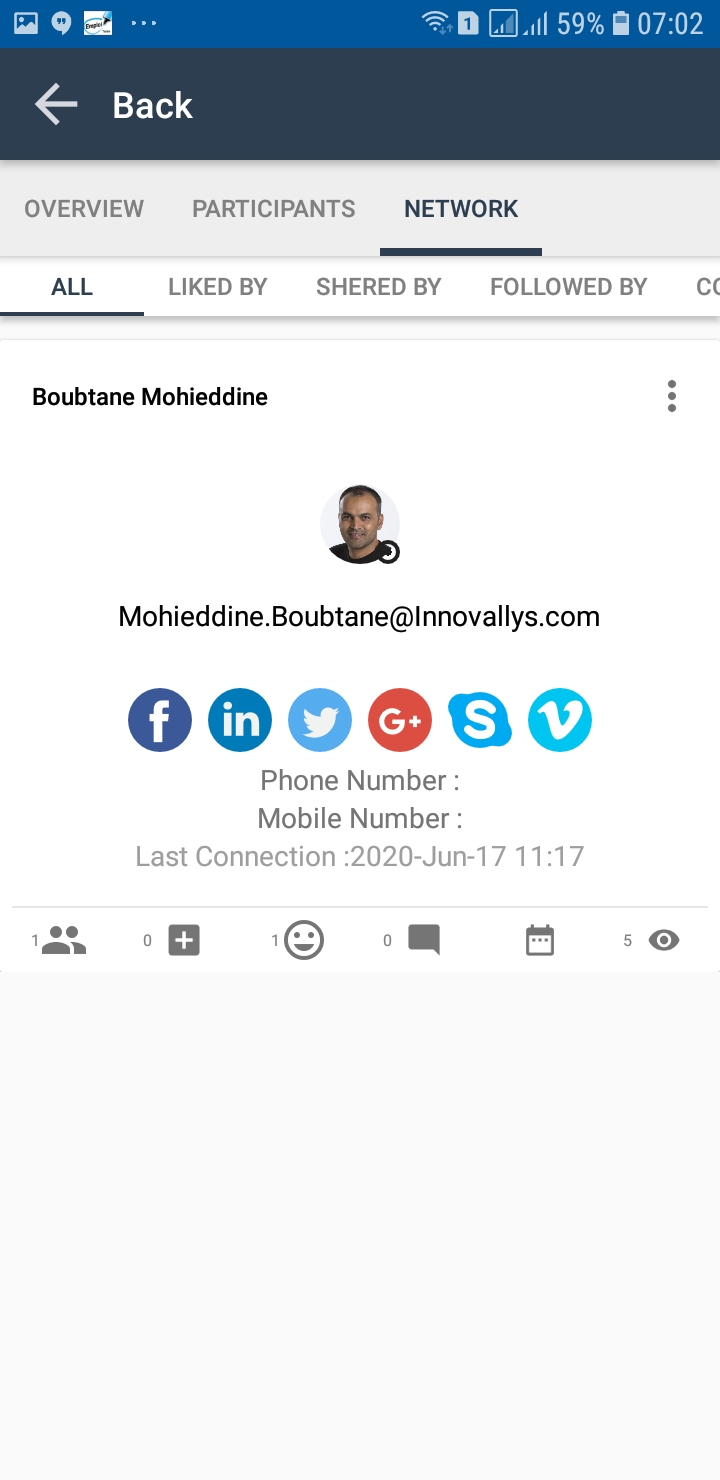 1 59% 07:02
Back
OVERVIEW PARTICIPANTS NETWORK
ALL LIKED BY SHERED BY FOLLOWED BY CO
Boubtane Mohieddine
Mohieddine.Boubtane@Innovallys.com
f in G+ S V
Phone Number :
Mobile Number :
Last Connection :2020-Jun-17 11:17
1 0 1 0 5